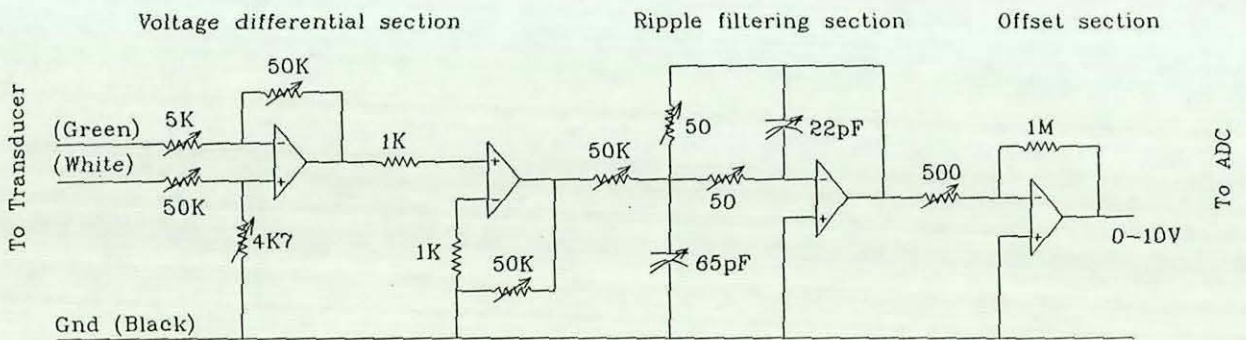 Voltage differential section
Ripple filtering section
Offset section
To Transducer
(Green)
5K
50K
(White)
50K
4K7
1K
1K
50K
50K
50
50
22pF
65pF
500
1M
0-10V
To ADC
Gnd (Black)